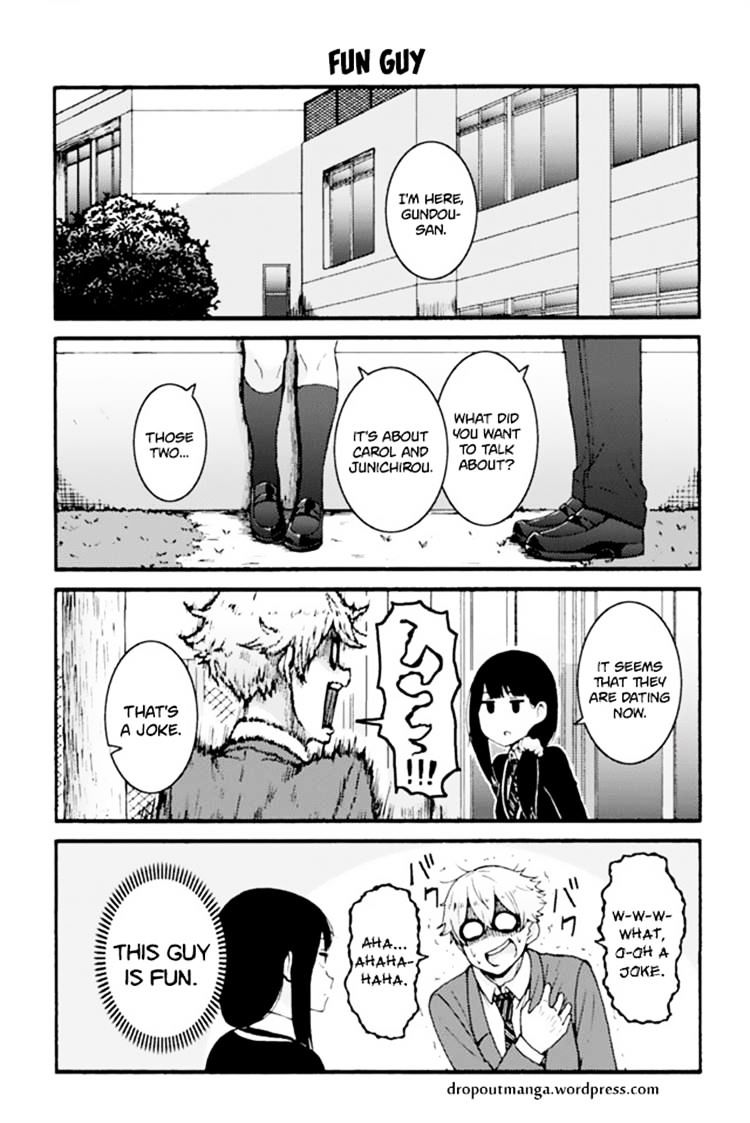 FUN GUY
I'M HERE,
GUNDOU-
SAN.
WHAT DID
YOU WANT
TO TALK
ABOUT?
IT'S ABOUT
CAROL AND
JUNICHIROU.
THOSE
TWO...
IT SEEMS
THAT THEY
ARE DATING
NOW.
!!!
THAT'S
A JOKE.
W-W-W-
WHAT,
O-OH A
JOKE.
バク
バク
AHA...
AHAHA-
HAHA.
THIS GUY
IS FUN.
dropoutmanga.wordpress.com